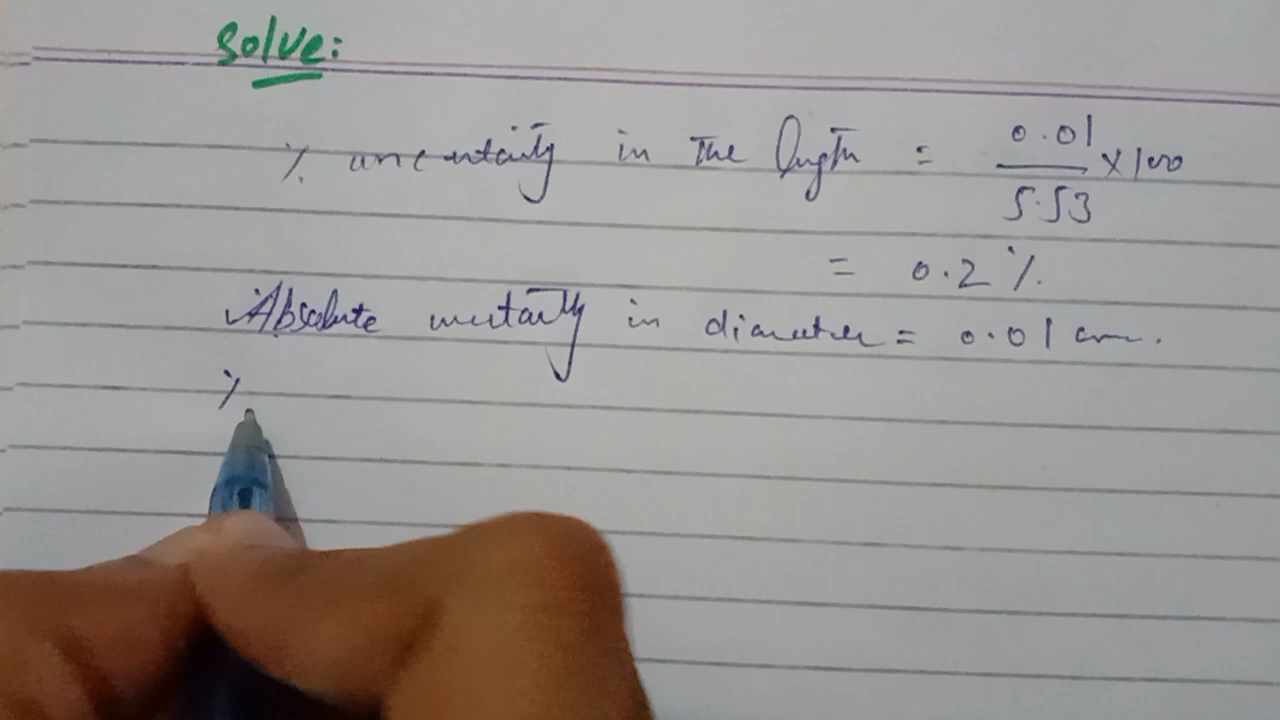 Solve:
% uncertainty in The length = 0.01 / 5.53 × 100
= 0.2 %.
Absolute uncertainty in diameter = 0.01 cm.
%